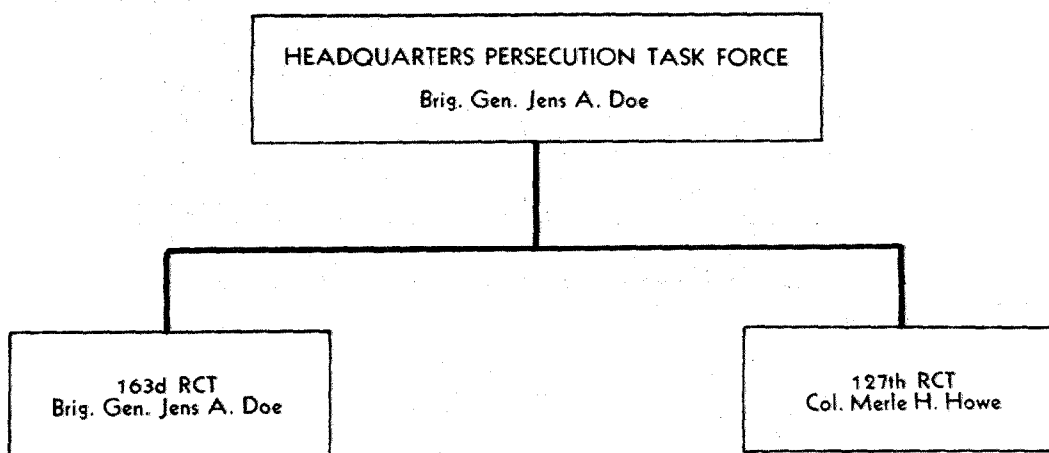 HEADQUARTERS PERSECUTION TASK FORCE
Brig. Gen. Jens A. Doe
163d RCT
Brig. Gen. Jens A. Doe
127th RCT
Col. Merle H. Howe